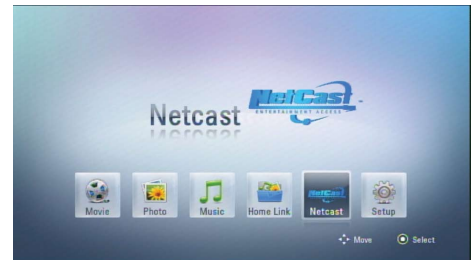 NetCast
ENTERTAINMENT ACCESS
Netcast
Movie
Photo
Music
Home Link
NetCast
Netcast
Setup
Move
Select